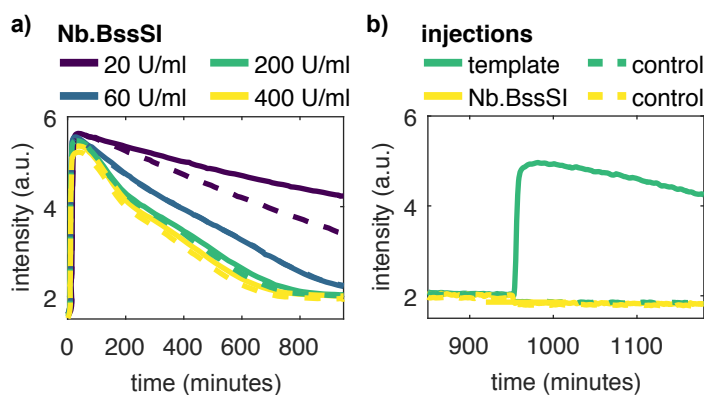 a) Nb.BssSI
20 U/ml 200 U/ml
60 U/ml 400 U/ml
6
4
2
intensity (a.u.)
0 200 400 600 800
time (minutes)
b) injections
template control
Nb.BssSI control
6
4
2
intensity (a.u.)
900 1000 1100
time (minutes)